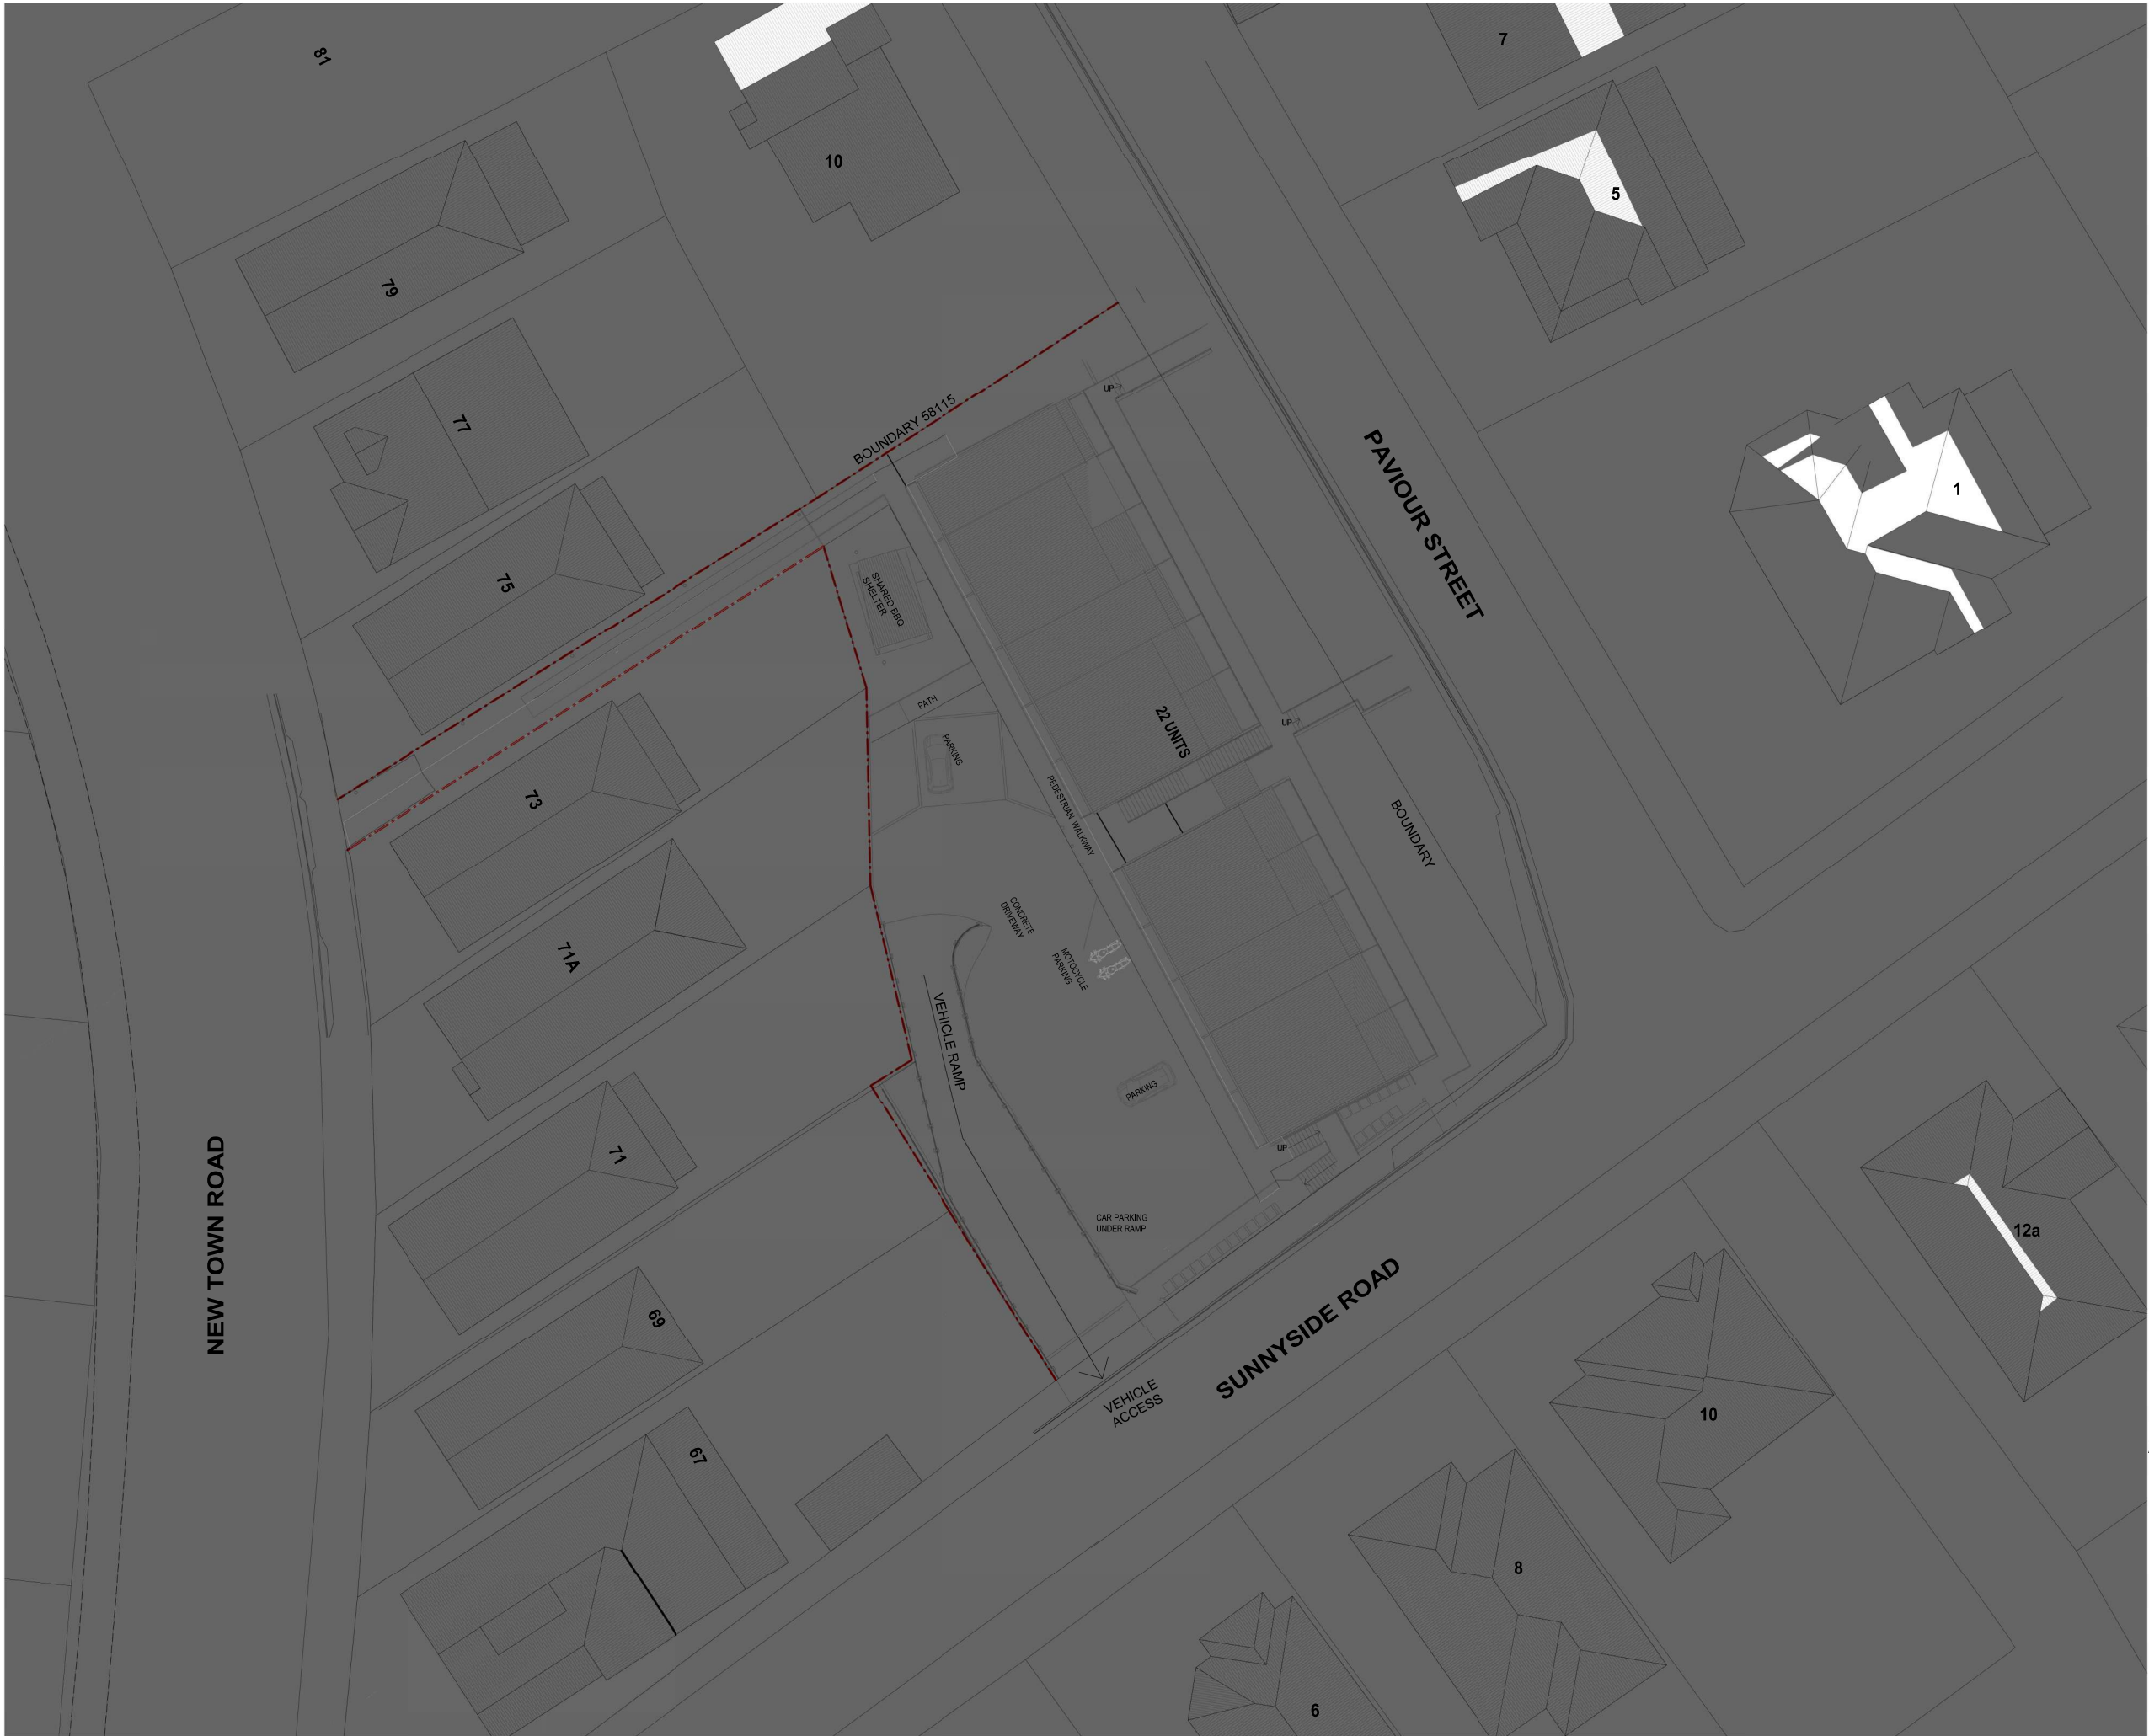 81
7
10
5
79
BOUNDARY 58115
UP
77
PAVIOUR STREET
1
75
SHARED BBQ
SHELTER
PATH
22 UNITS
UP
PARKING
73
PEDESTRIAN WALKWAY
BOUNDARY
71A
CONCRETE
DRIVEWAY
MOTOCYCLE
PARKING
VEHICLE RAMP
PARKING
71
UP
NEW TOWN ROAD
CAR PARKING
UNDER RAMP
12a
69
SUNNYSIDE ROAD
VEHICLE
ACCESS
10
67
8
6